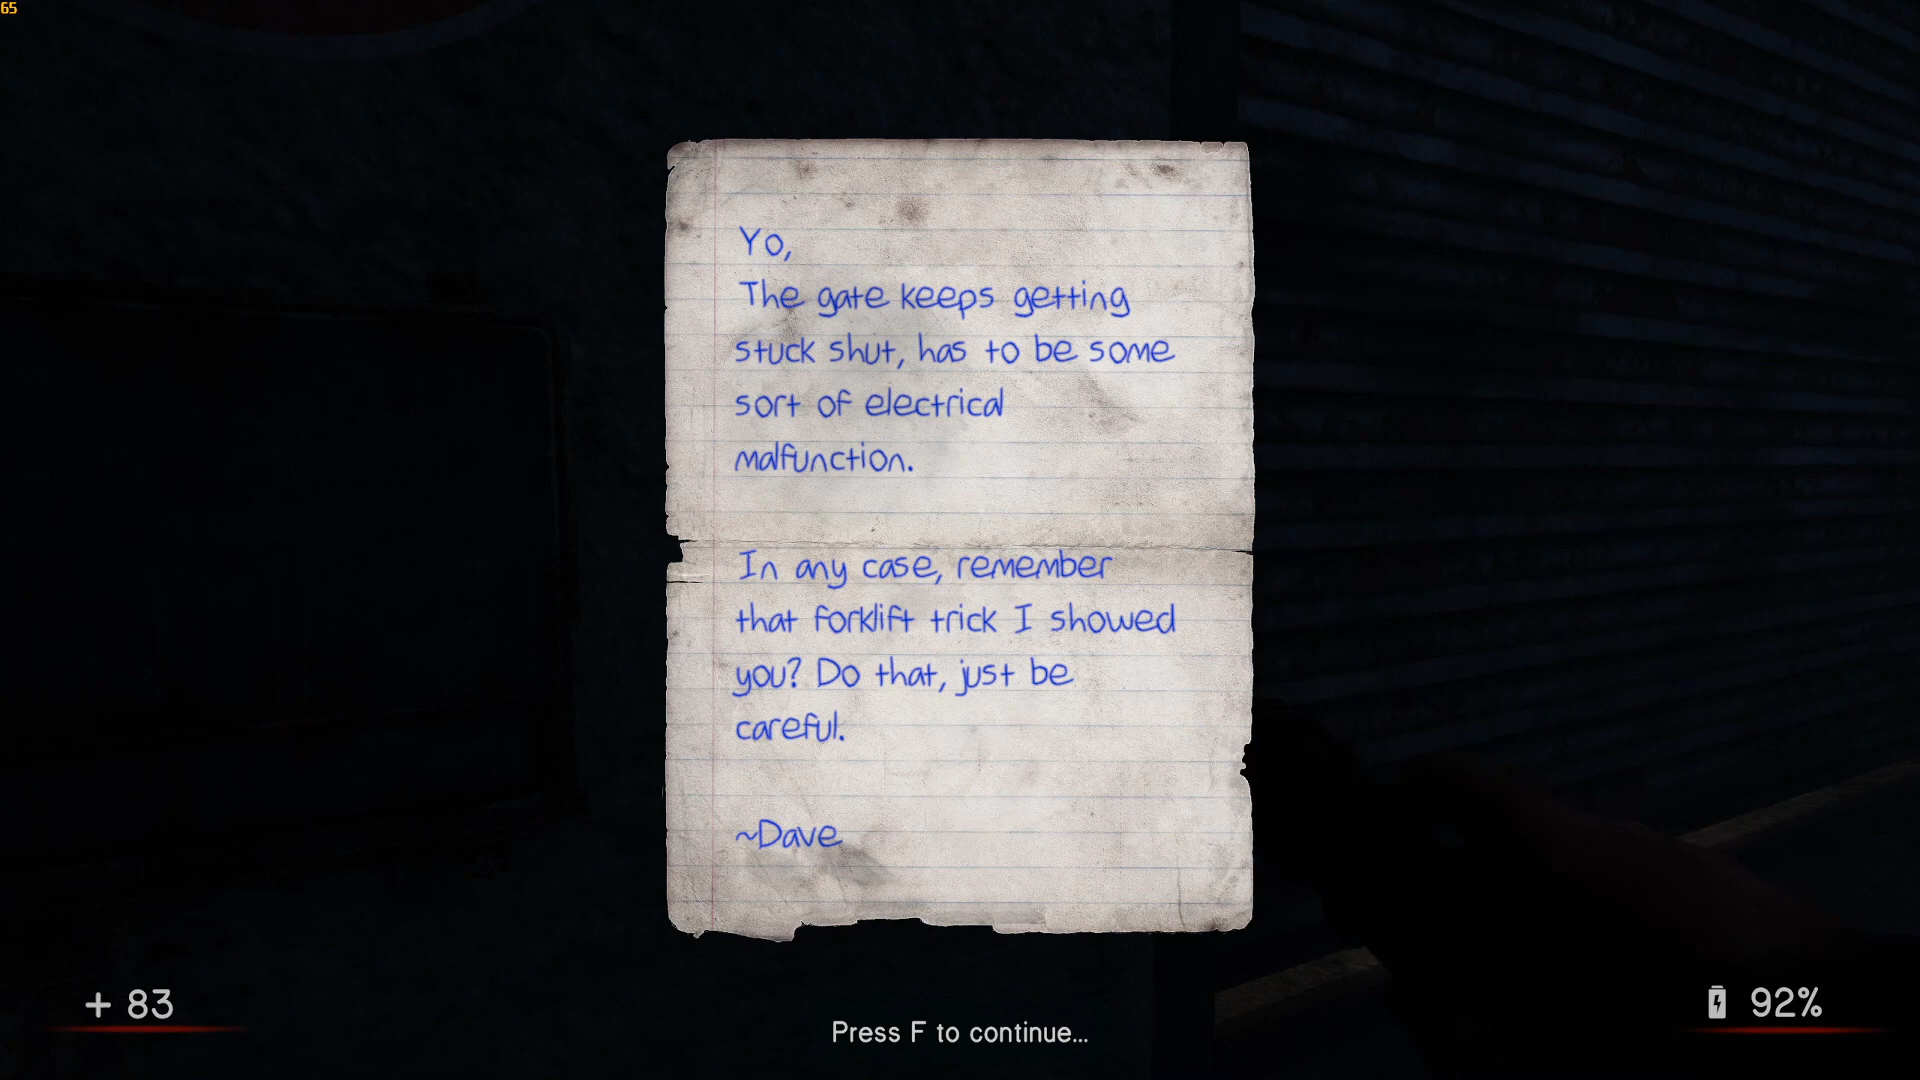 65
Yo,
The gate keeps getting
stuck shut, has to be some
sort of electrical
malfunction.
In any case, remember
that forklift trick I showed
you? Do that, just be
careful.
~Dave
+ 83
92%
Press F to continue...